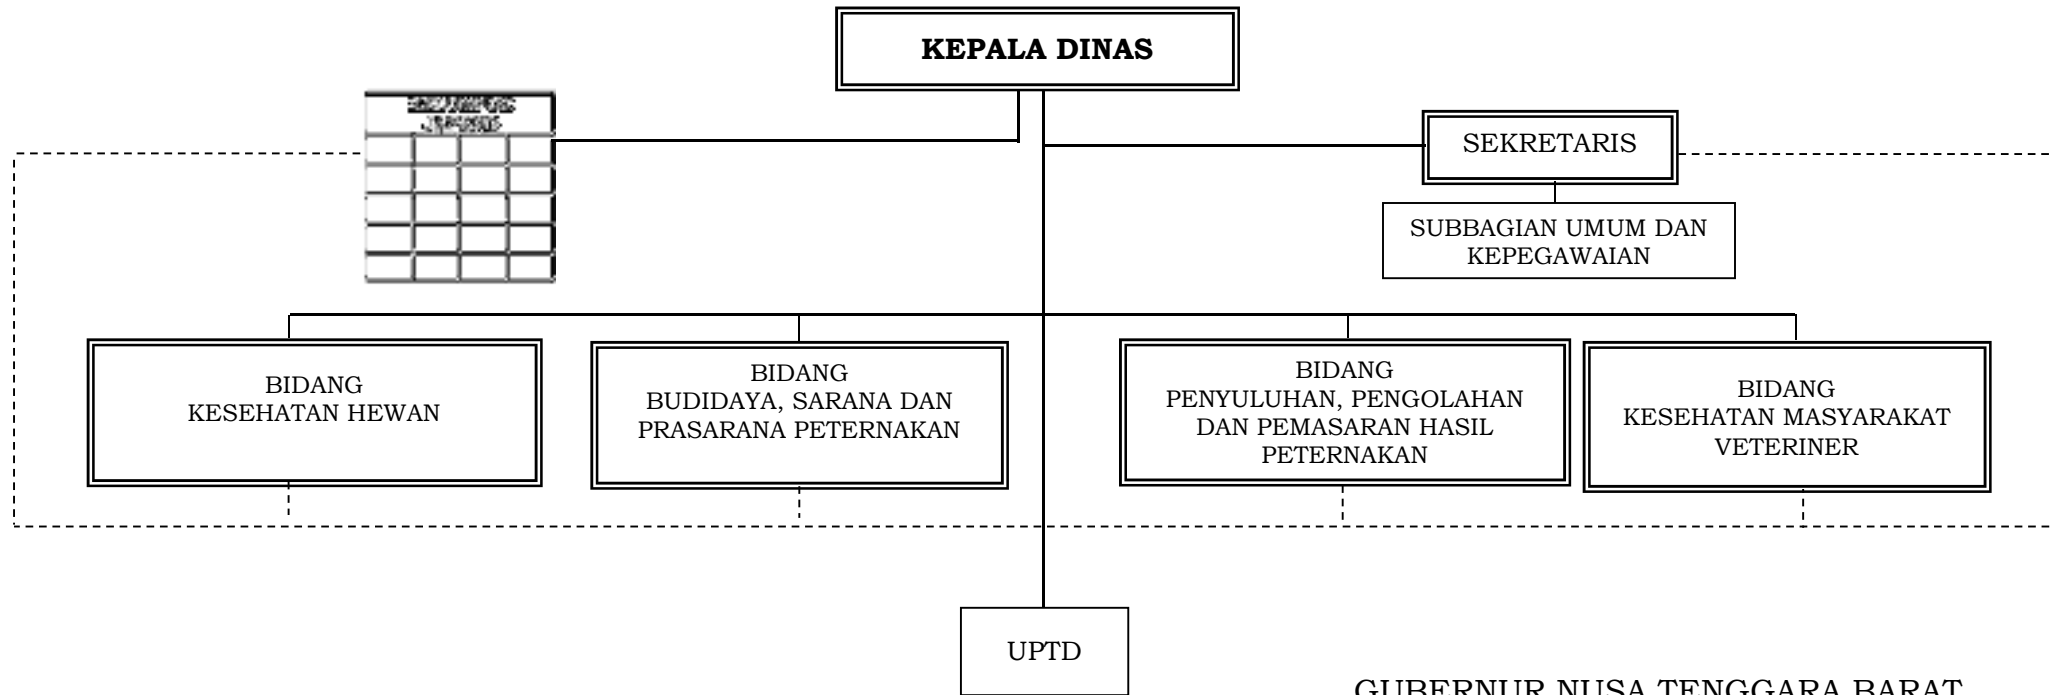 KEPALA DINAS
SEKRETARIS
SUBBAGIAN UMUM DAN
KEPEGAWAIAN
BIDANG
KESEHATAN HEWAN
BIDANG
BUDIDAYA, SARANA DAN
PRASARANA PETERNAKAN
BIDANG
PENYULUHAN, PENGOLAHAN
DAN PEMASARAN HASIL
PETERNAKAN
BIDANG
KESEHATAN MASYARAKAT
VETERINER
UPTD
GUBERNUR NUSA TENGGARA BARAT